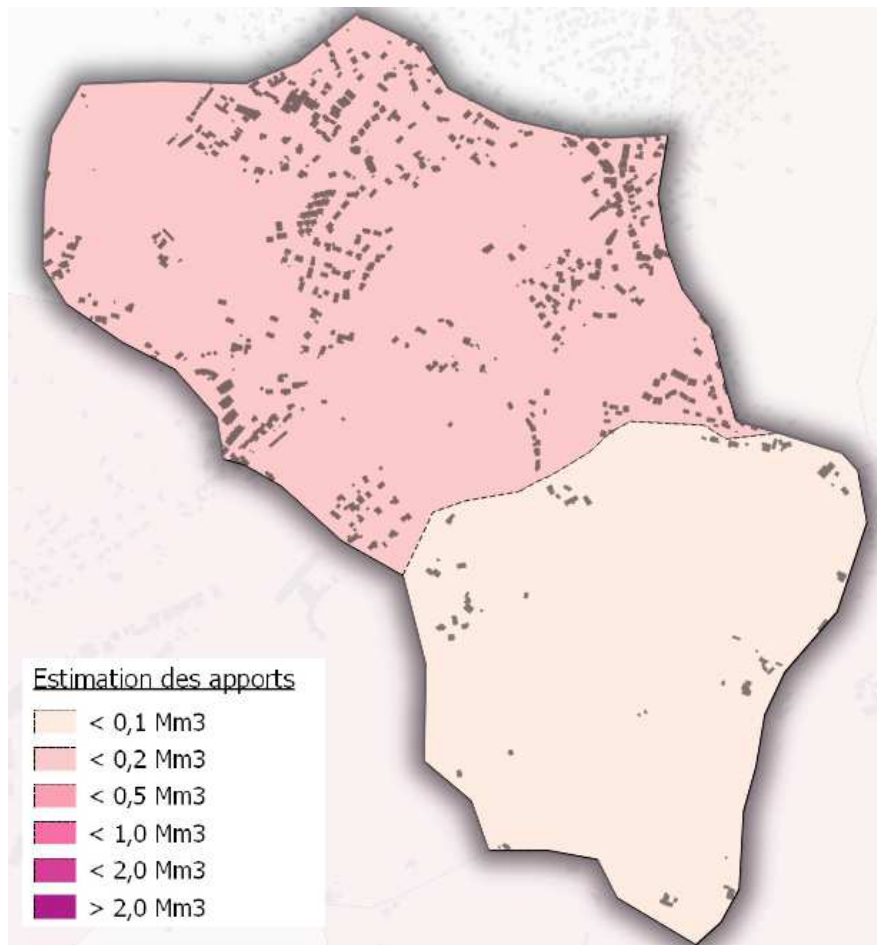 Estimation des apports
< 0,1 Mm3
< 0,2 Mm3
< 0,5 Mm3
< 1,0 Mm3
< 2,0 Mm3
> 2,0 Mm3